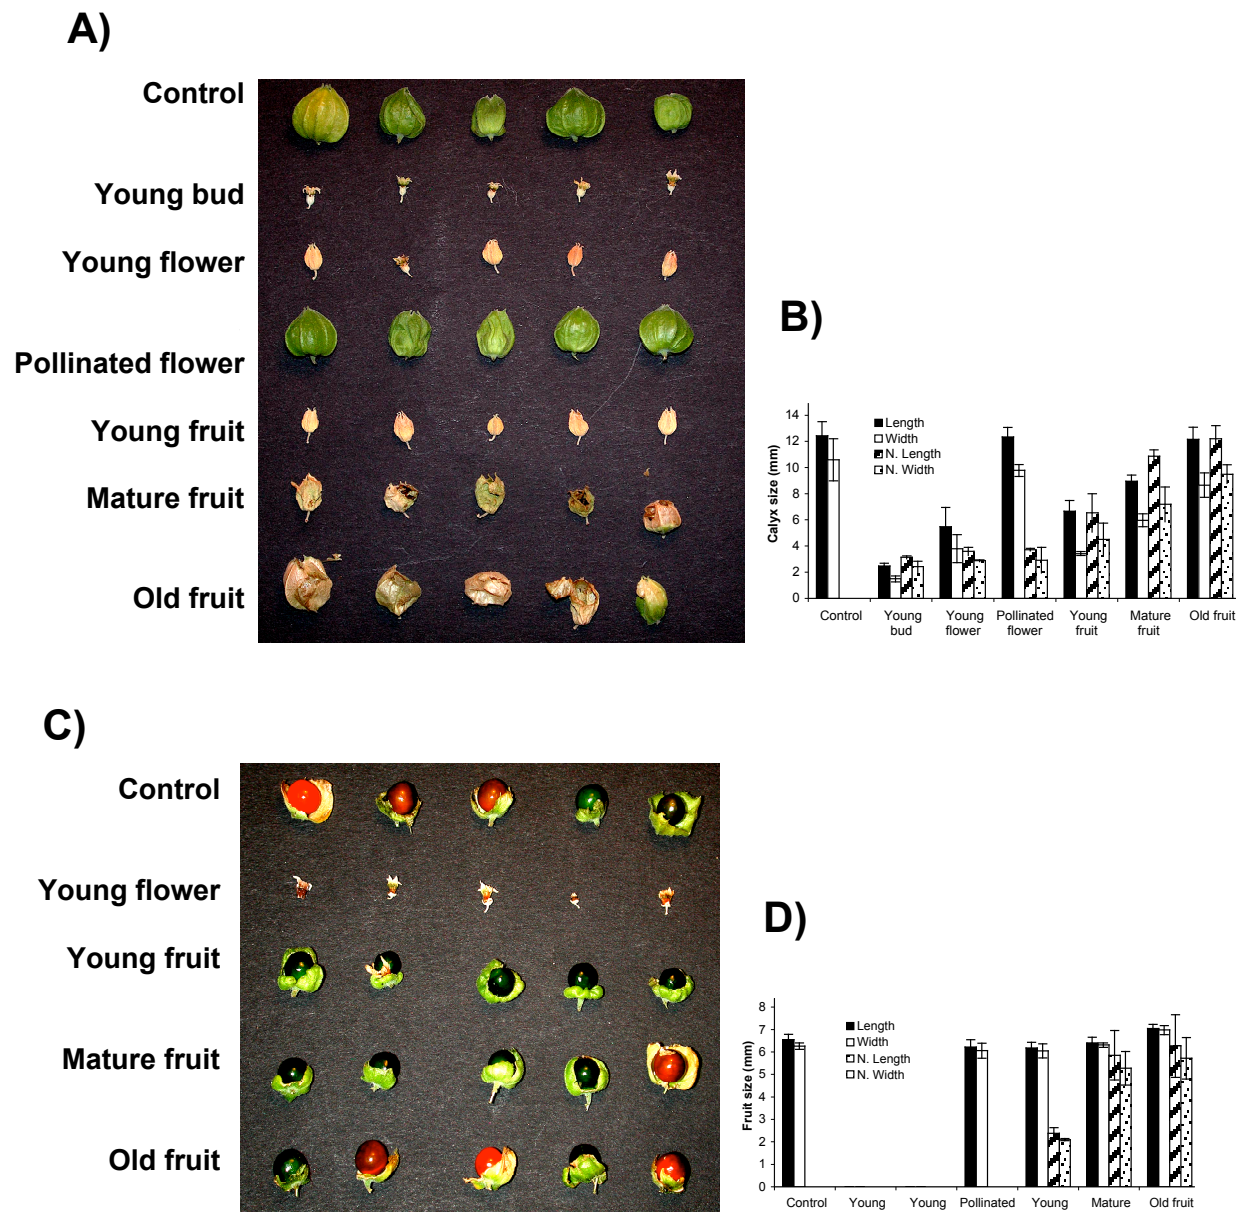 A)
Control
Young bud
Young flower
Pollinated flower
Young fruit
Mature fruit
Old fruit
B)
14
12
10
8
6
4
2
0
Calyx size (mm)
Length
Width
N. Length
N. Width
Control
Young
bud
Young
flower
Pollinated
flower
Young
fruit
Mature
fruit
Old fruit
C)
Control
Young flower
Young fruit
Mature fruit
Old fruit
D)
8
7
6
5
4
3
2
1
0
Fruit size (mm)
Length
Width
N. Length
N. Width
Control
Young
Young
Pollinated
Young
Mature
Old fruit